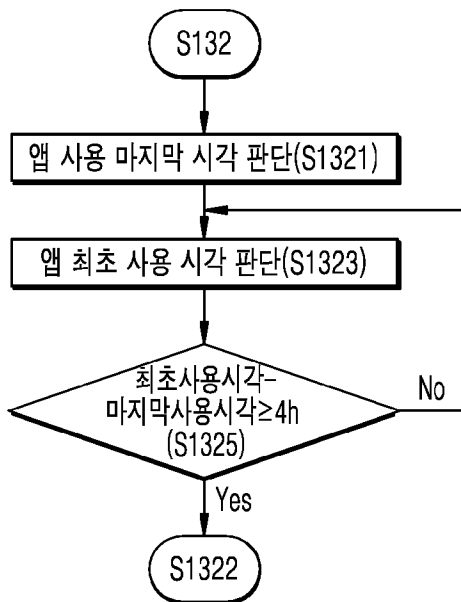 S132
앱 사용 마지막 시각 판단(S1321)
앱 최초 사용 시각 판단(S1323)
최초사용시각-
마지막사용시각≥4h
(S1325)
No
Yes
S1322